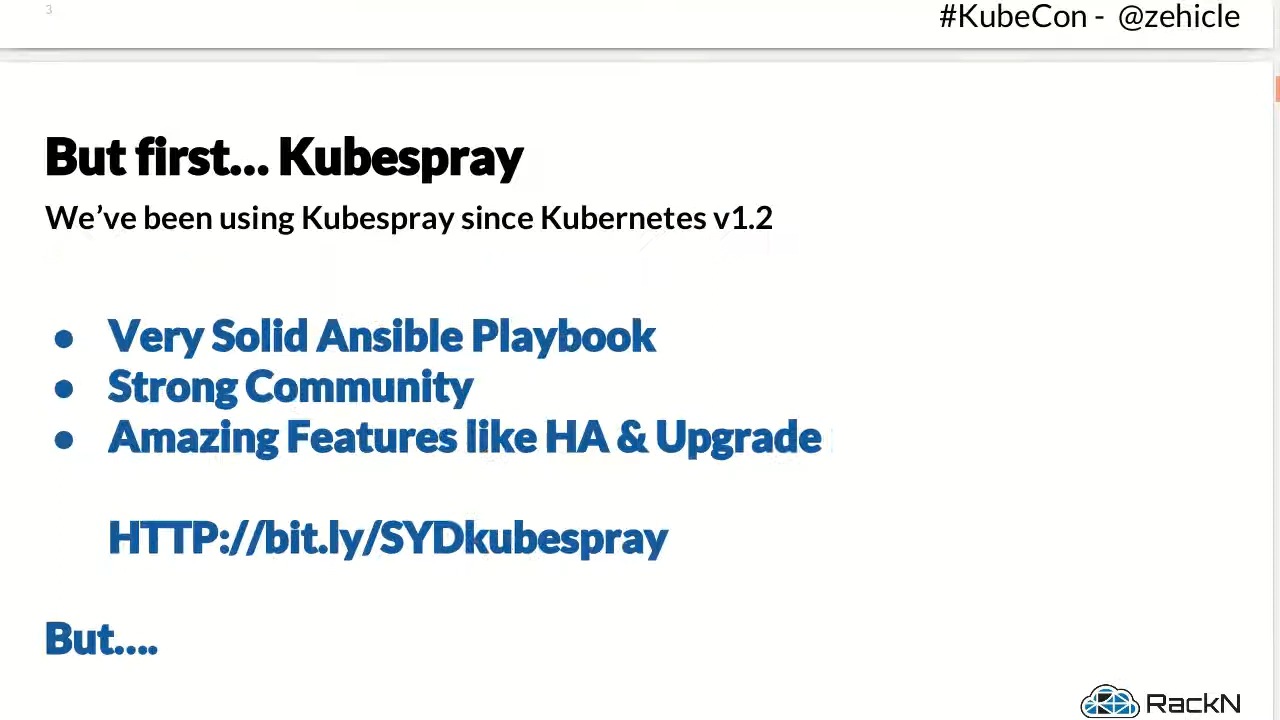 3
#KubeCon - @zehicle
But first... Kubespray
We’ve been using Kubespray since Kubernetes v1.2
● Very Solid Ansible Playbook
● Strong Community
● Amazing Features like HA & Upgrade
HTTP://bit.ly/SYDkubespray
But....
RackN